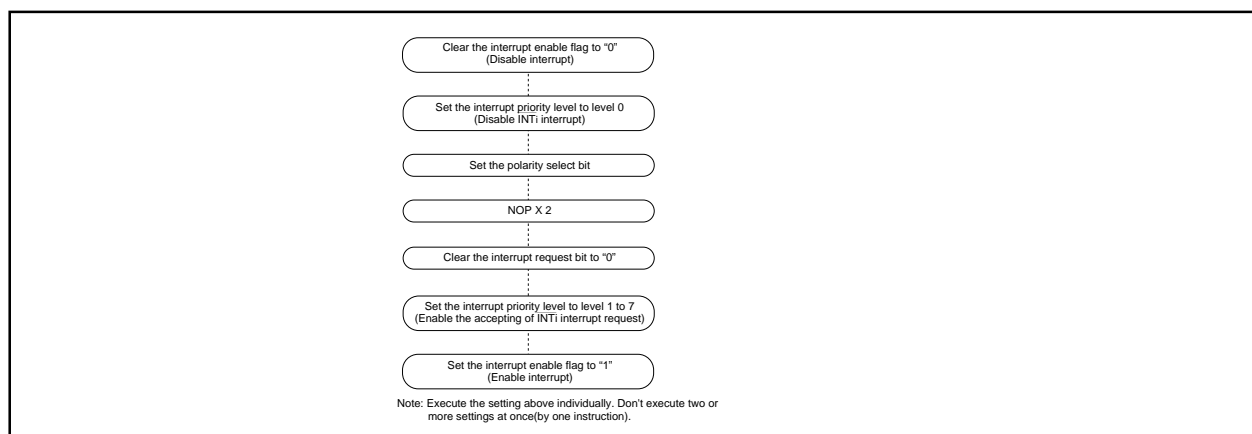 Clear the interrupt enable flag to “0”
(Disable interrupt)
Set the interrupt priority level to level 0
(Disable INTi interrupt)
Set the polarity select bit
NOP X 2
Clear the interrupt request bit to “0”
Set the interrupt priority level to level 1 to 7
(Enable the accepting of INTi interrupt request)
Set the interrupt enable flag to “1”
(Enable interrupt)
Note: Execute the setting above individually. Don’t execute two or
more settings at once(by one instruction).